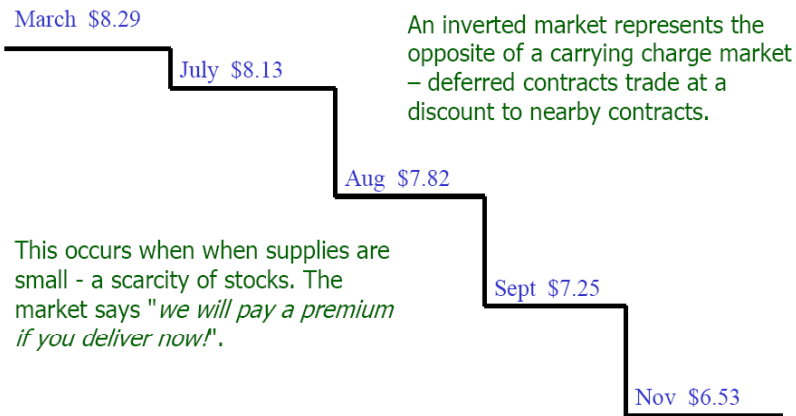 March  $8.29
An inverted market represents the
opposite of a carrying charge market
– deferred contracts trade at a
discount to nearby contracts.
July  $8.13
Aug  $7.82
This occurs when when supplies are
small - a scarcity of stocks. The
market says "we will pay a premium
if you deliver now!".
Sept  $7.25
Nov  $6.53